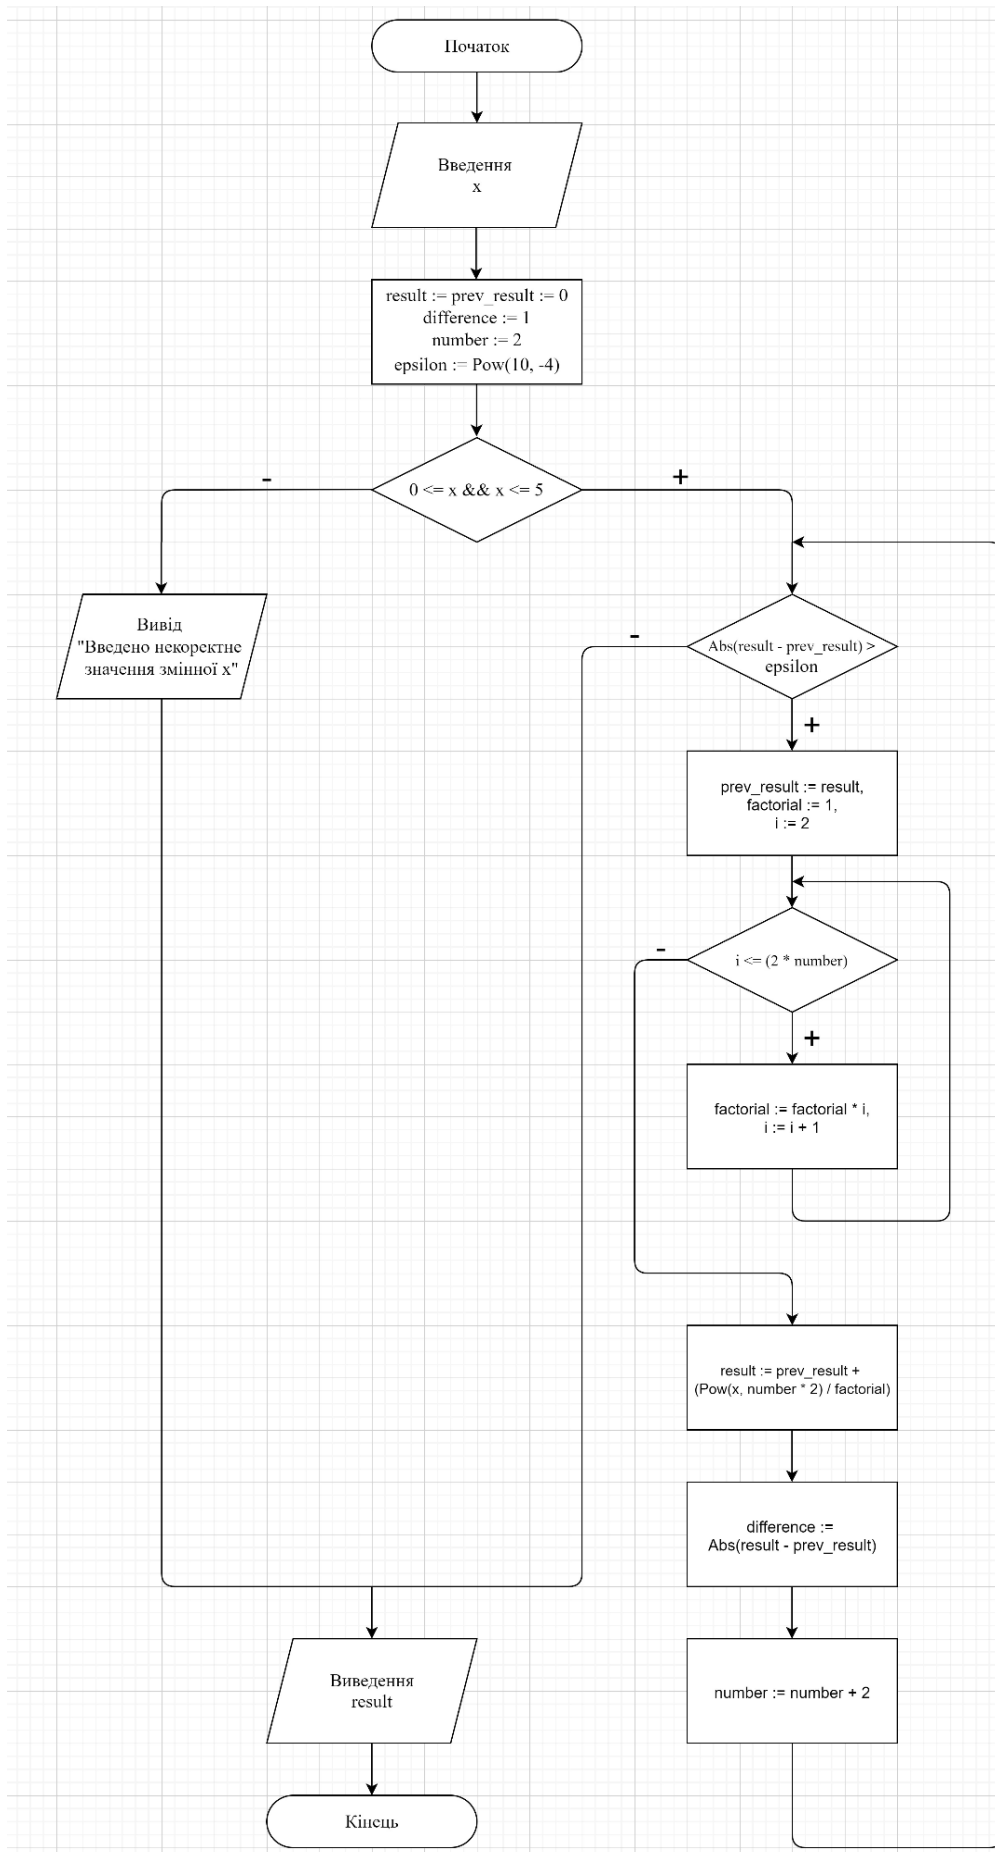 Початок
Введення
x
result := prev_result := 0
difference := 1
number := 2
epsilon := Pow(10, -4)
0 <= x && x <= 5
-
+
Вивід
"Введено некоректне
значення змінної x"
Abs(result - prev_result) >
epsilon
-
+
prev_result := result,
factorial := 1,
i := 2
i <= (2 * number)
-
+
factorial := factorial * i,
i := i + 1
result := prev_result +
(Pow(x, number * 2) / factorial)
difference :=
Abs(result - prev_result)
number := number + 2
Виведення
result
Кінець